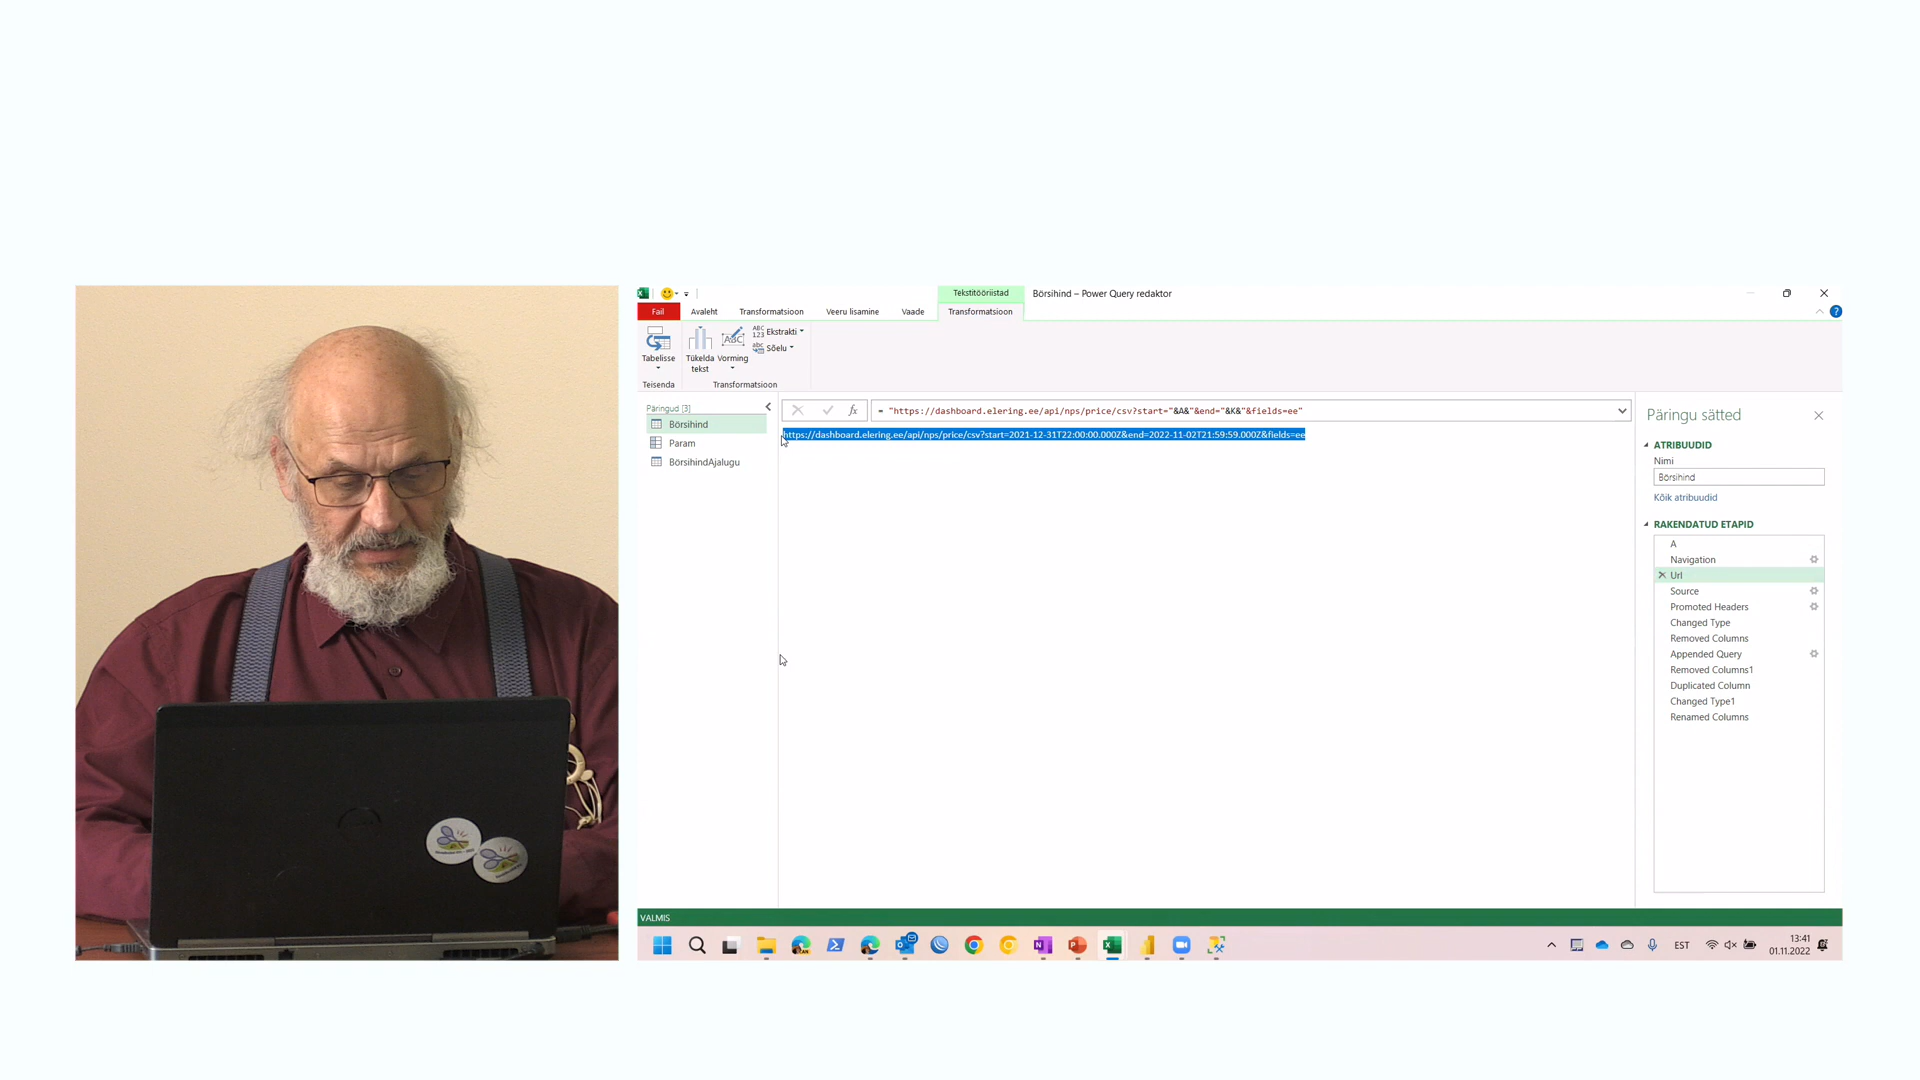 Tekstitööriistad
Börsihind – Power Query redaktor
Fail
Avaleht
Transformatsioon
Veeru lisamine
Vaade
Transformatsioon
?
Tabelisse
Tükelda
tekst
ABC
Vorming
ABC
123
Ekstrakti
abc
Sõelu
Teisenda
Transformatsioon
Päringud [3]
Börsihind
Param
BörsihindAjalugu
fx
= "https://dashboard.elering.ee/api/nps/price/csv?start="&A&"&end="&K&"&fields=ee"
https://dashboard.elering.ee/api/nps/price/csv?start=2021-12-31T22:00:00.000Z&end=2022-11-02T21:59:59.000Z&fields=ee
Päringu sätted
ATRIBUUDID
Nimi
Börsihind
Kõik atribuudid
RAKENDATUD ETAPID
A
Navigation
Url
Source
Promoted Headers
Changed Type
Removed Columns
Appended Query
Removed Columns1
Duplicated Column
Changed Type1
Renamed Columns
VALMIS
EST
13:41
01.11.2022